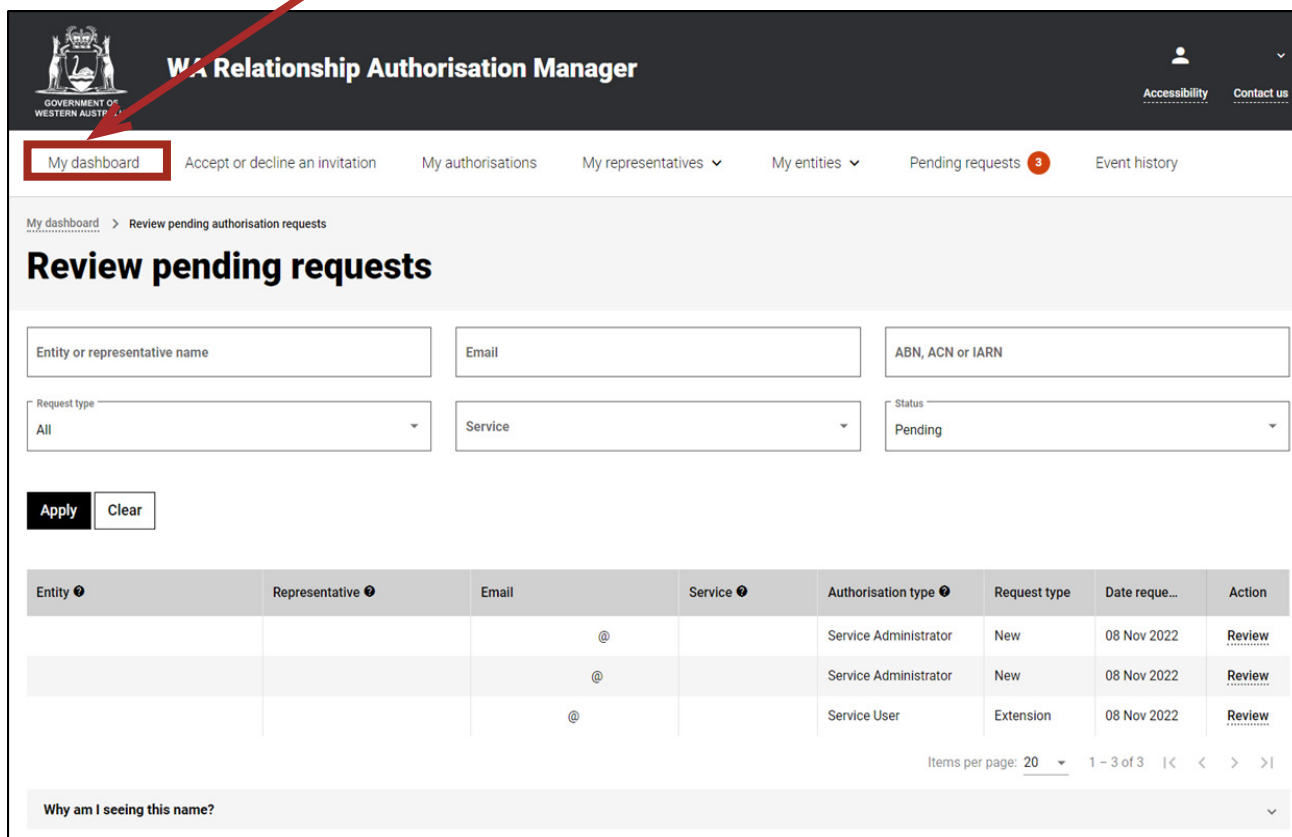 WA Relationship Authorisation Manager
GOVERNMENT OF
WESTERN
Accessibility Contact us
My dashboard Accept or decline an invitation My authorisations My representatives My entities Pending requests 3 Event history
My dashboard > Review pending authorisation requests
Review pending requests
Entity or representative name Email ABN, ACN or IARN
Request type Status
All Service Pending
Apply Clear
Entity ? Representative ? Email Service ? Authorisation type ? Request type Date reque... Action
@ Service Administrator New 08 Nov 2022 Review
@ Service Administrator New 08 Nov 2022 Review
@ Service User Extension 08 Nov 2022 Review
Items per page: 20 1 – 3 of 3 |< < > >|
Why am I seeing this name?